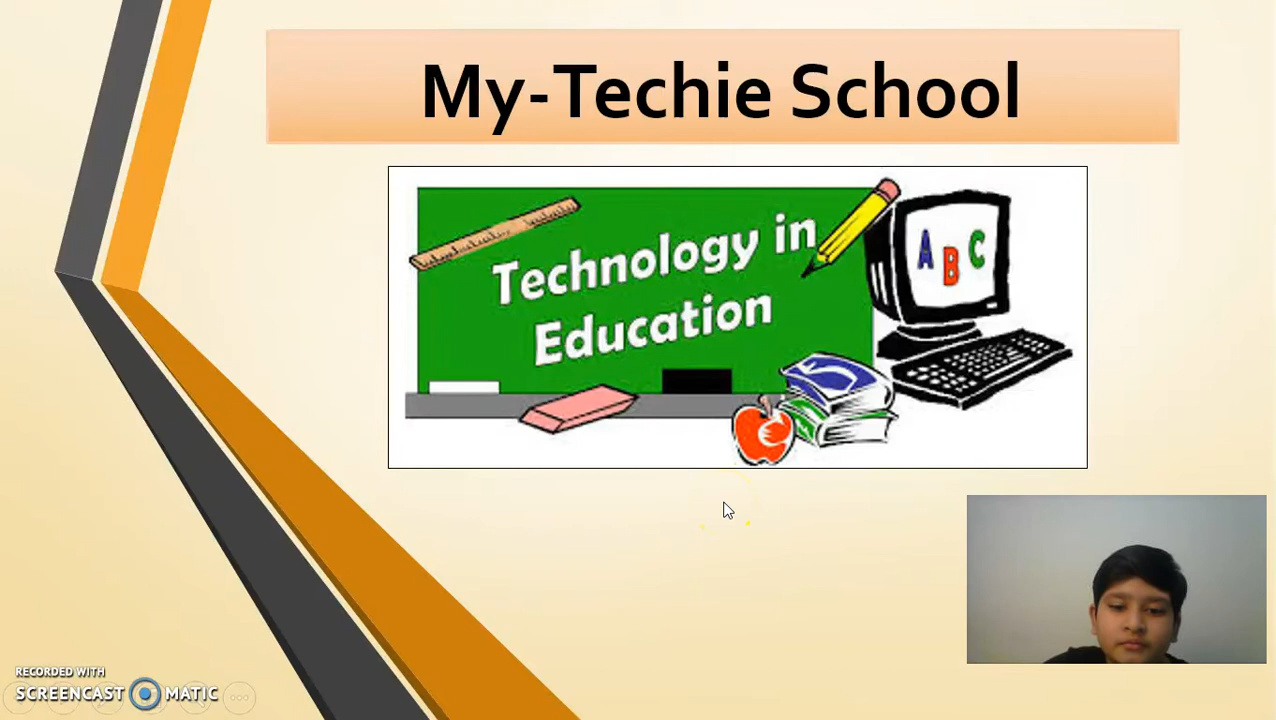 My-Techie School
Technology in
Education
A B C
RECORDED WITH
SCREENCAST MATIC